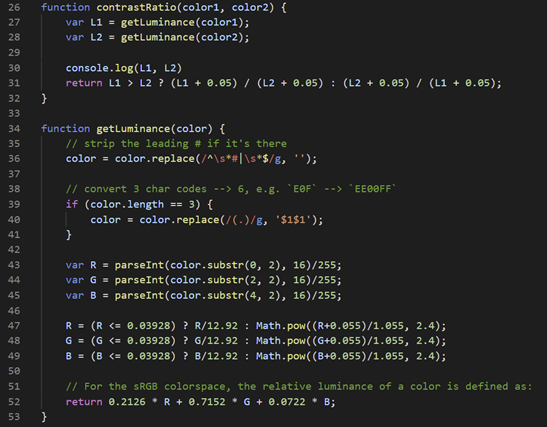 26 function contrastRatio(color1, color2) {
27     var L1 = getLuminance(color1);
28     var L2 = getLuminance(color2);
29
30     console.log(L1, L2)
31     return L1 > L2 ? (L1 + 0.05) / (L2 + 0.05) : (L2 + 0.05) / (L1 + 0.05);
32 }
33
34 function getLuminance(color) {
35     // strip the leading # if it's there
36     color = color.replace(/^\s*#|\s*$/g, '');
37
38     // convert 3 char codes --> 6, e.g. `E0F` --> `EE00FF`
39     if (color.length == 3) {
40         color = color.replace(/(.)/g, '$1$1');
41     }
42
43     var R = parseInt(color.substr(0, 2), 16)/255;
44     var G = parseInt(color.substr(2, 2), 16)/255;
45     var B = parseInt(color.substr(4, 2), 16)/255;
46
47     R = (R <= 0.03928) ? R/12.92 : Math.pow((R+0.055)/1.055, 2.4);
48     G = (G <= 0.03928) ? G/12.92 : Math.pow((G+0.055)/1.055, 2.4);
49     B = (B <= 0.03928) ? B/12.92 : Math.pow((B+0.055)/1.055, 2.4);
50
51     // For the sRGB colorspace, the relative luminance of a color is defined as:
52     return 0.2126 * R + 0.7152 * G + 0.0722 * B;
53 }